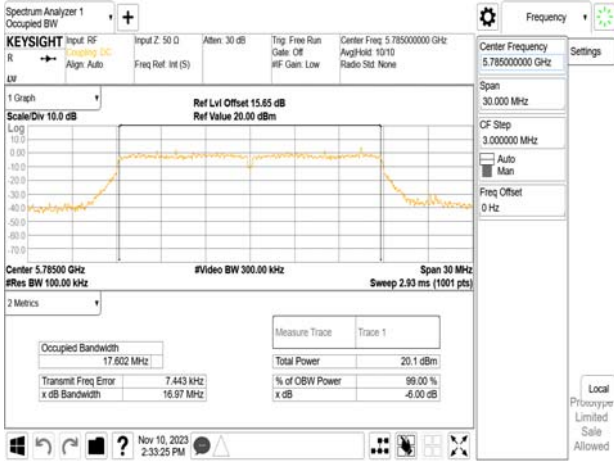 Spectrum Analyzer 1
Occupied BW
+
Frequency
KEYSIGHT
R
Input: RF
Coupling: DC
Align: Auto
Input Z: 50 Ω
Freq Ref: Int (S)
Atten: 30 dB
Trig: Free Run
Gate: Off
#IF Gain: Low
Center Freq: 5.785000000 GHz
Avg|Hold: 10/10
Radio Std: None
Center Frequency
5.785000000 GHz
Settings
Span
30.000 MHz
CF Step
3.000000 MHz
Auto
Man
Freq Offset
0 Hz
1 Graph
Scale/Div 10.0 dB
Ref Lvl Offset 15.65 dB
Ref Value 20.00 dBm
Log
10.0
0.00
-10.0
-20.0
-30.0
-40.0
-50.0
-60.0
-70.0
Center 5.78500 GHz
#Res BW 100.00 kHz
#Video BW 300.00 kHz
Span 30 MHz
Sweep 2.93 ms (1001 pts)
2 Metrics
Measure Trace
Trace 1
Occupied Bandwidth
17.602 MHz
Total Power
20.1 dBm
Transmit Freq Error
7.443 kHz
% of OBW Power
99.00 %
x dB Bandwidth
16.97 MHz
x dB
-6.00 dB
Local
Prototype
Limited
Sale
Allowed
?
Nov 10, 2023
2:33:25 PM